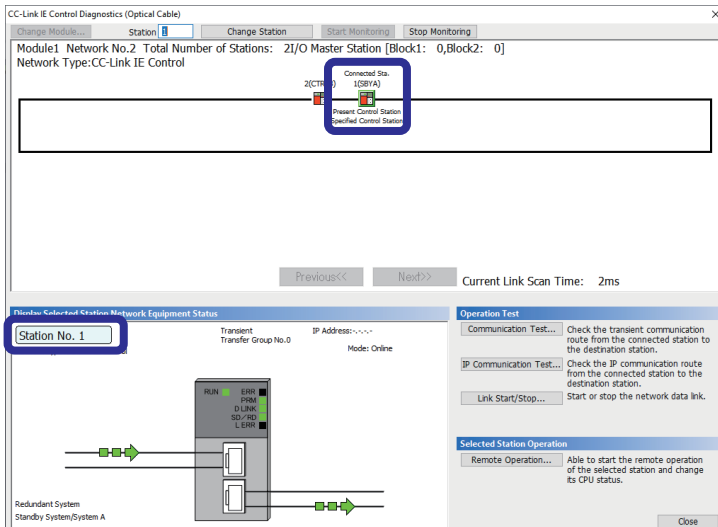 CC-Link IE Control Diagnostics (Optical Cable)
Change Module... Station 1 Change Station Start Monitoring Stop Monitoring
Module1 Network No.2 Total Number of Stations: 2I/O Master Station [Block1: 0,Block2: 0]
Network Type:CC-Link IE Control
Connected Sta.
1(SBYA)
Present Control Station
Specified Control Station
Previous<< Next>> Current Link Scan Time: 2ms
Display Selected Station Network Equipment Status
Station No. 1
Transient
Transfer Group No.0
IP Address:-.-.-.-
Mode: Online
RUN ERR
PRM
D LINK
SD/RD
L ERR
Redundant System
Standby System/System A
Operation Test
Communication Test... Check the transient communication
route from the connected station to
the destination station.
IP Communication Test... Check the IP communication route
from the connected station to the
destination station.
Link Start/Stop... Start or stop the network data link.
Selected Station Operation
Remote Operation... Able to start the remote operation
of the selected station and change
its CPU status.
Close